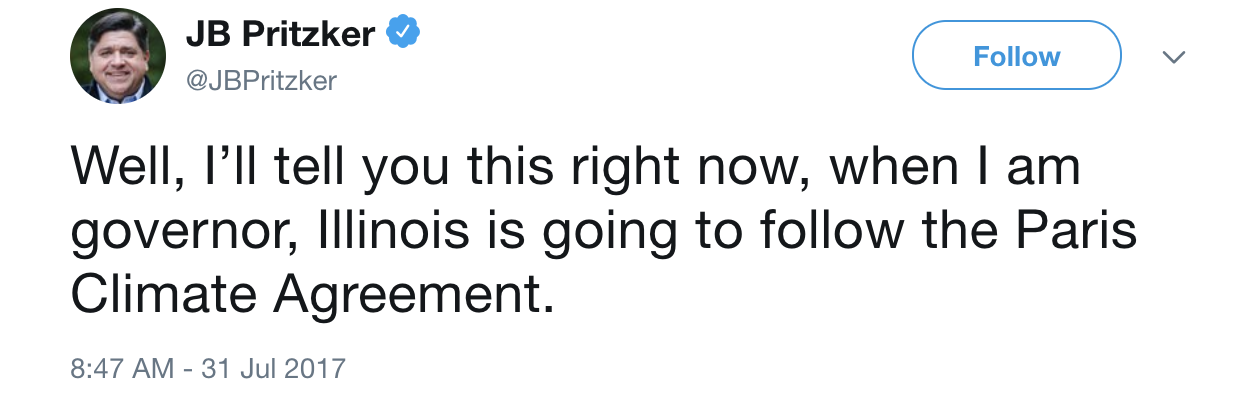 JB Pritzker
@JBPritzker
Follow
Well, I’ll tell you this right now, when I am
governor, Illinois is going to follow the Paris
Climate Agreement.
8:47 AM - 31 Jul 2017